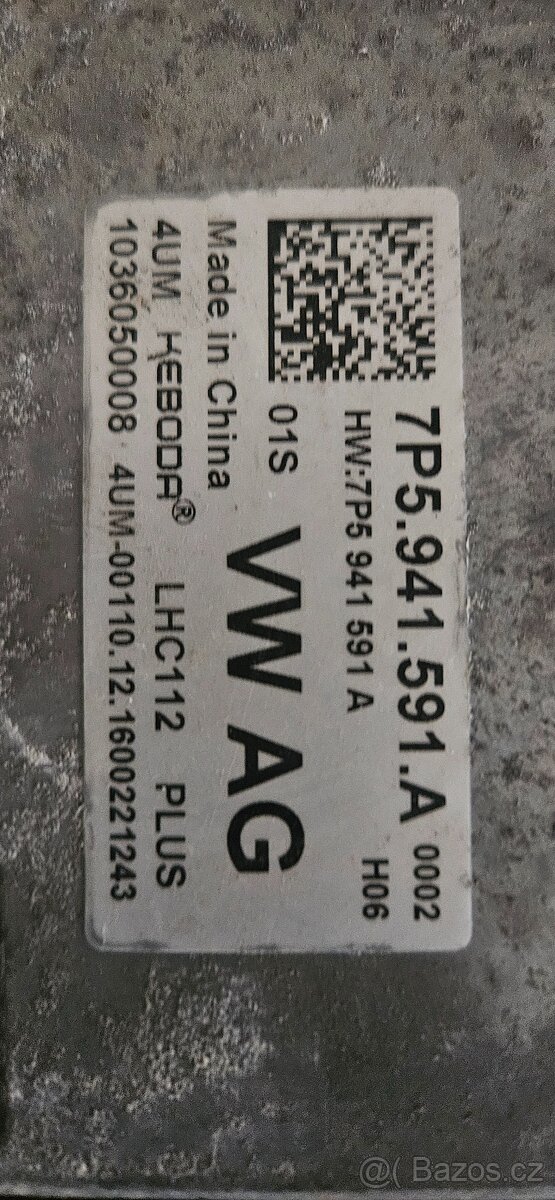 7P5.941.591.A 0002
HW:7P5 941 591 A H06
01S VW AG
Made in China
4UM KEBODA® LHC112 PLUS
1036050008 4UM-00110.12.1600221243
@( Bazos.cz